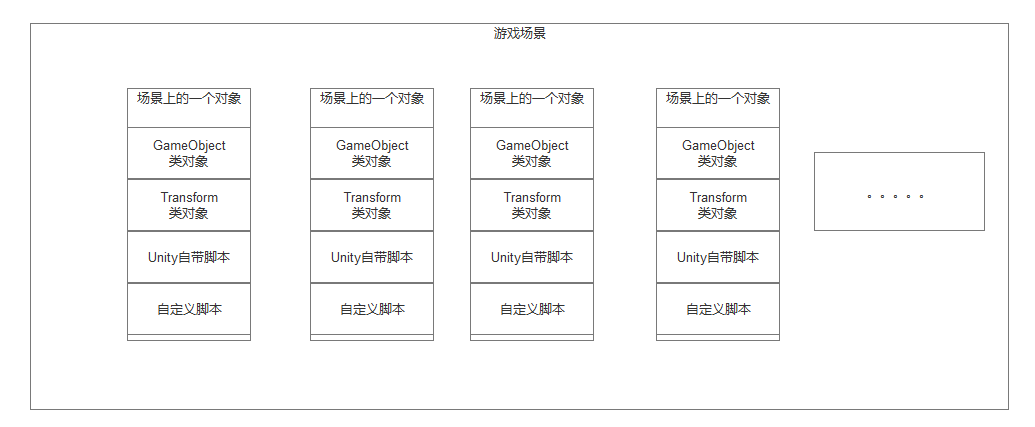 游戏场景
场景上的一个对象
GameObject
类对象
Transform
类对象
Unity自带脚本
自定义脚本
场景上的一个对象
GameObject
类对象
Transform
类对象
Unity自带脚本
自定义脚本
场景上的一个对象
GameObject
类对象
Transform
类对象
Unity自带脚本
自定义脚本
场景上的一个对象
GameObject
类对象
Transform
类对象
Unity自带脚本
自定义脚本
。。。。。